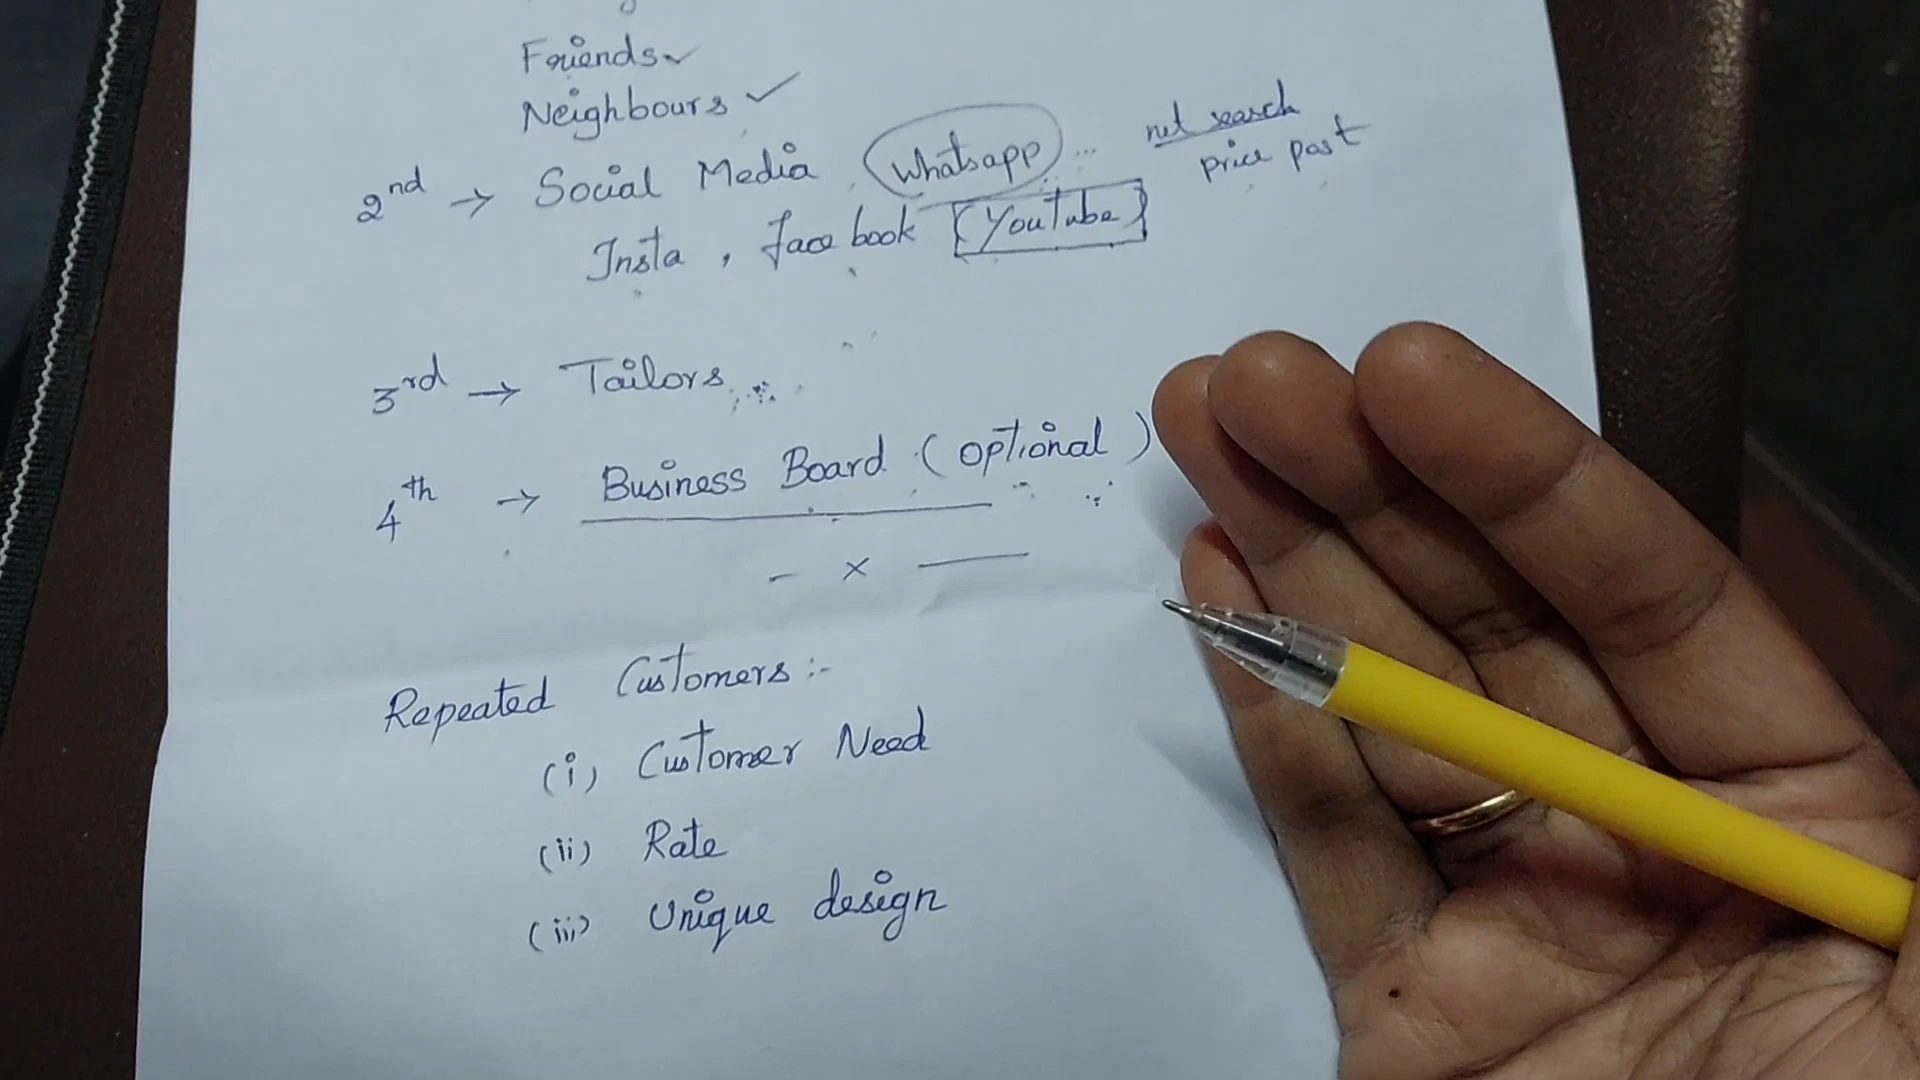 Friends ✓
Neighbours ✓
2nd → Social Media, Whatsapp ... net search
price past
Insta, facebook [YouTube]
3rd → Tailors
4th → Business Board (optional)
– × —
Repeated Customers :-
(i) Customer Need
(ii) Rate
(iii) Unique design